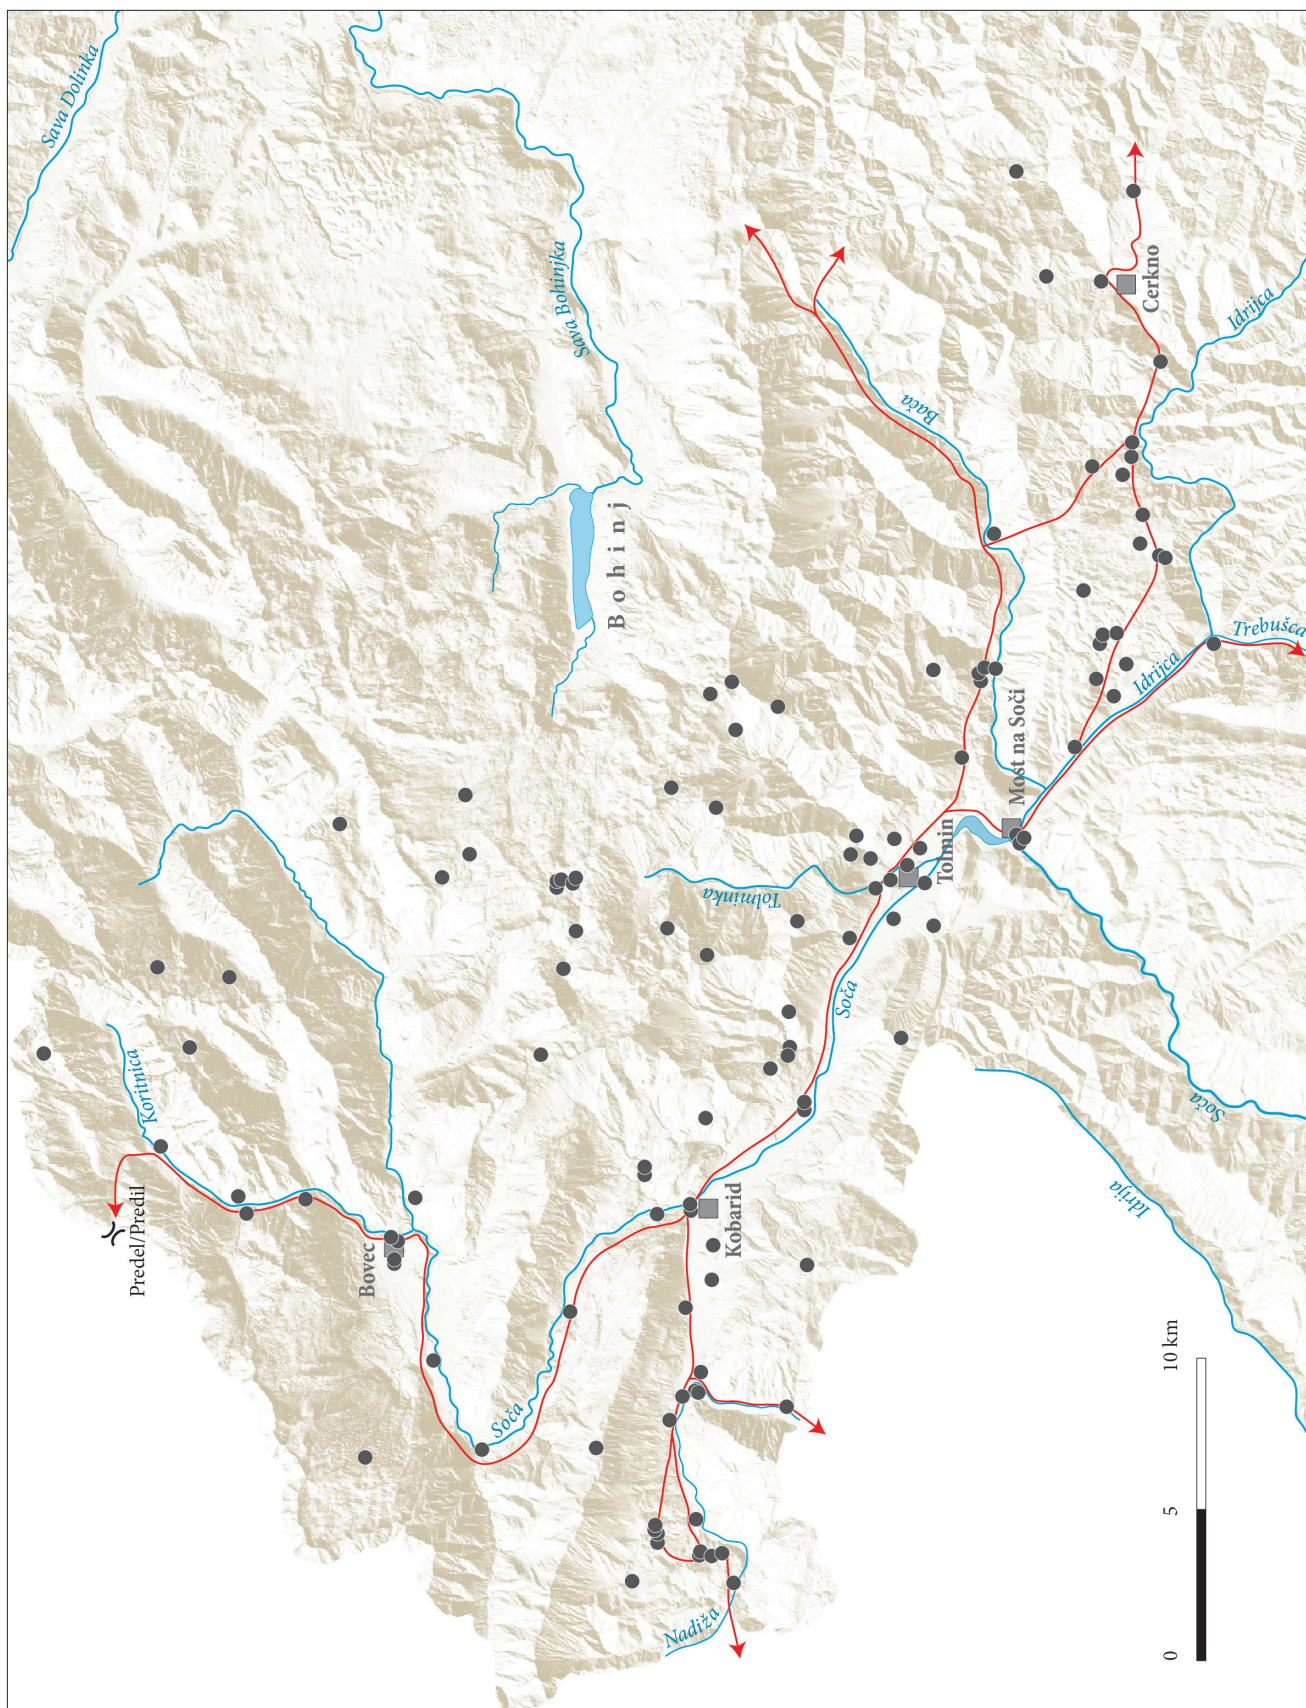 Sava Dolinka
Sava Bohinjka
Bohinj
Koritnica
Predel/Predil
Bovec
Soča
Kobarid
Nadiža
Tolminka
Soča
Tolmin
Most na Soči
Bača
Cerkno
Idrijca
Idrijca
Trebušca
Soča
Idrija
0
5
10 km